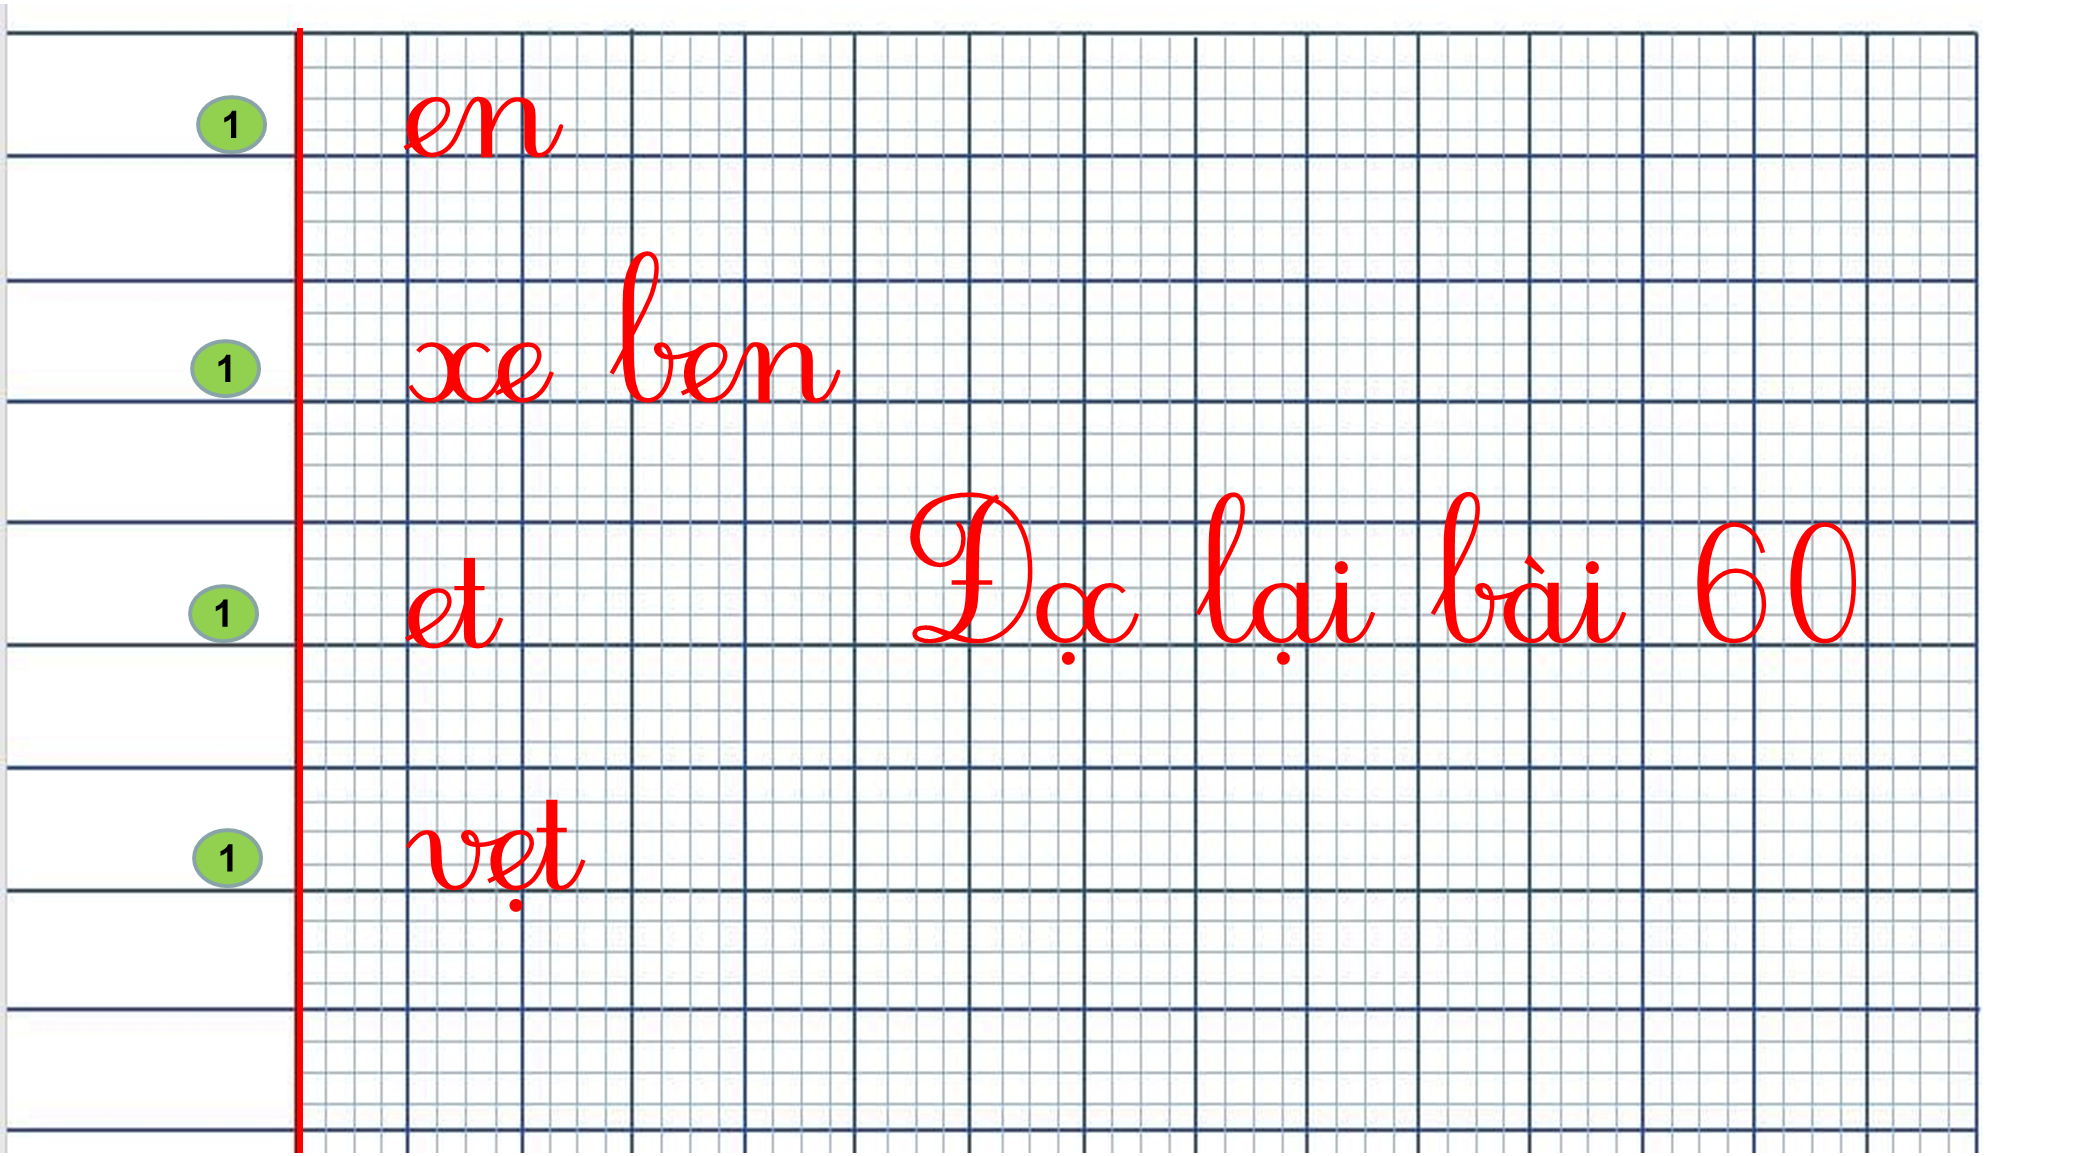 1 en
1 xe ben
1 et Đọc lại bài 60
1 vẹt